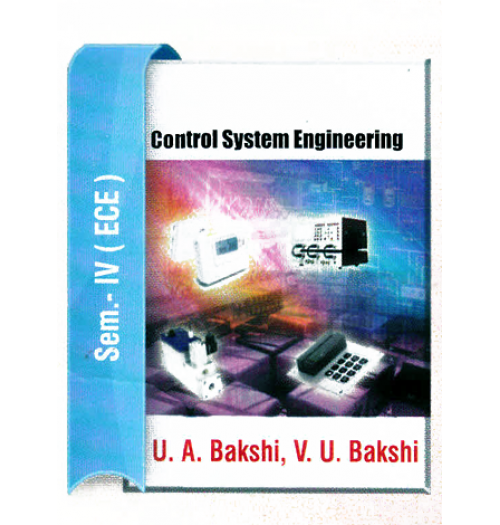 Control System Engineering
Sem.- IV ( ECE )
U. A. Bakshi, V. U. Bakshi